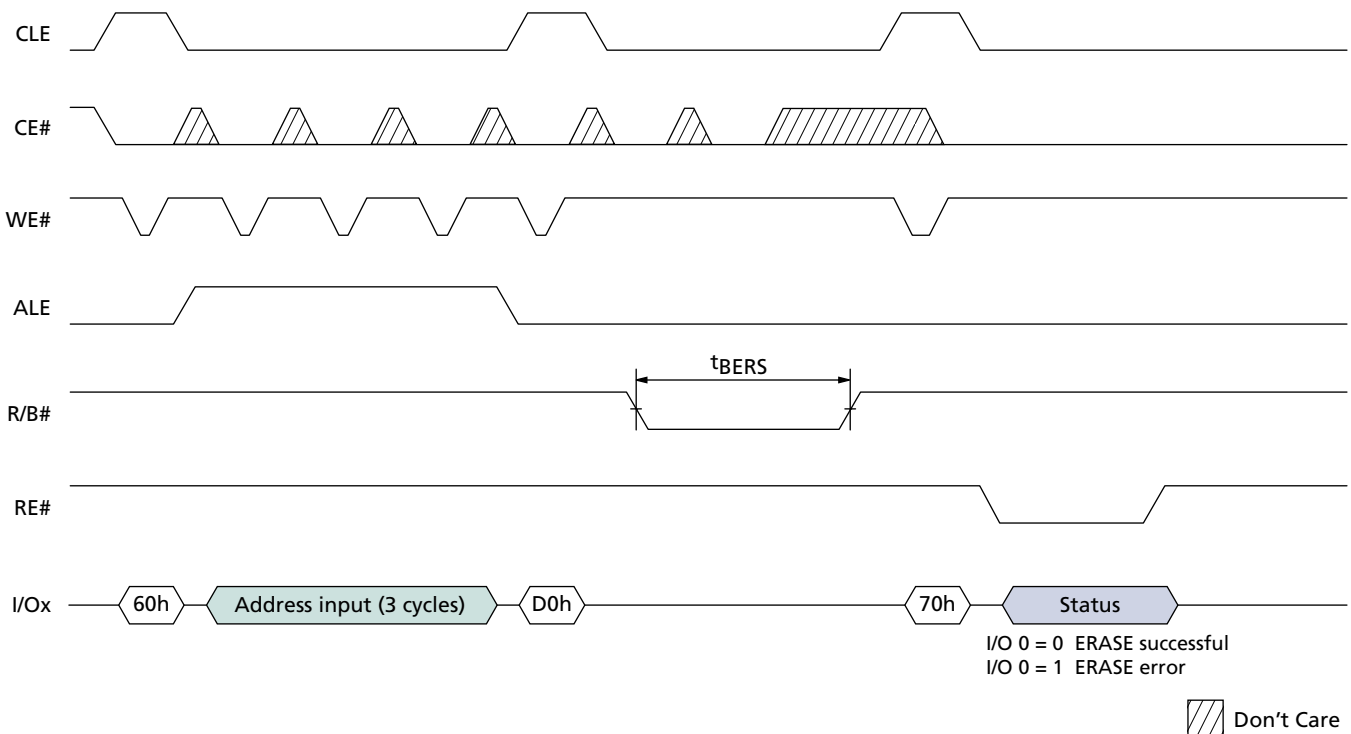 CLE
CE#
WE#
ALE
tBERS
R/B#
RE#
I/Ox
60h
Address input (3 cycles)
D0h
70h
Status
I/O 0 = 0 ERASE successful
I/O 0 = 1 ERASE error
Don't Care